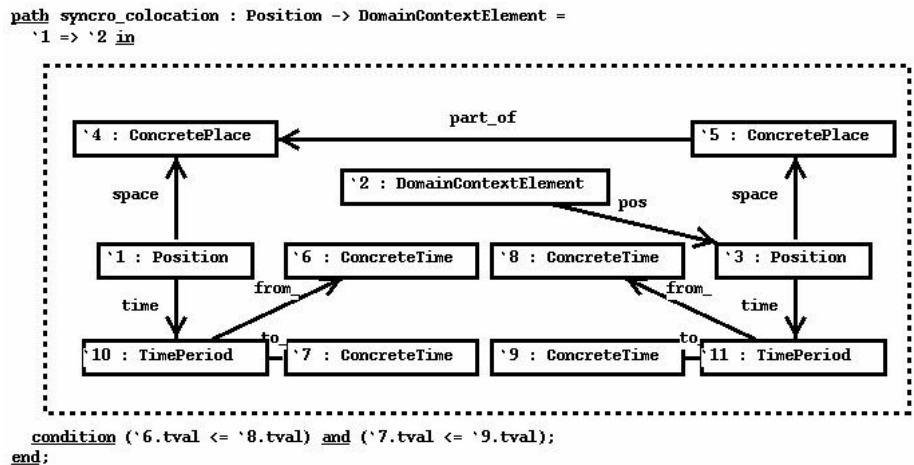 path syncro_colocation : Position -> DomainContextElement =
`1 => `2 in
part_of
`4 : ConcretePlace
`5 : ConcretePlace
`2 : DomainContextElement
space
pos
space
`1 : Position
`6 : ConcreteTime
`8 : ConcreteTime
`3 : Position
time
from_
from_
time
to_
to_
`10 : TimePeriod
`7 : ConcreteTime
`9 : ConcreteTime
`11 : TimePeriod
condition (`6.tval <= `8.tval) and (`7.tval <= `9.tval);
end;